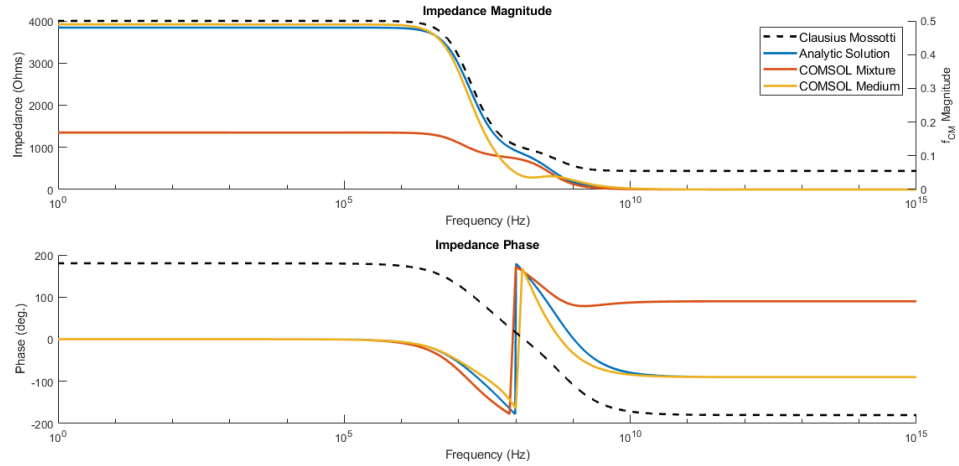 Impedance Magnitude
4000
3000
2000
1000
0
Impedance (Ohms)
0.5
0.4
0.3
0.2
0.1
0
f_CM Magnitude
Clausius Mossotti
Analytic Solution
COMSOL Mixture
COMSOL Medium
10^0
10^5
10^10
10^15
Frequency (Hz)
Impedance Phase
200
100
0
-100
-200
Phase (deg.)
10^0
10^5
10^10
10^15
Frequency (Hz)